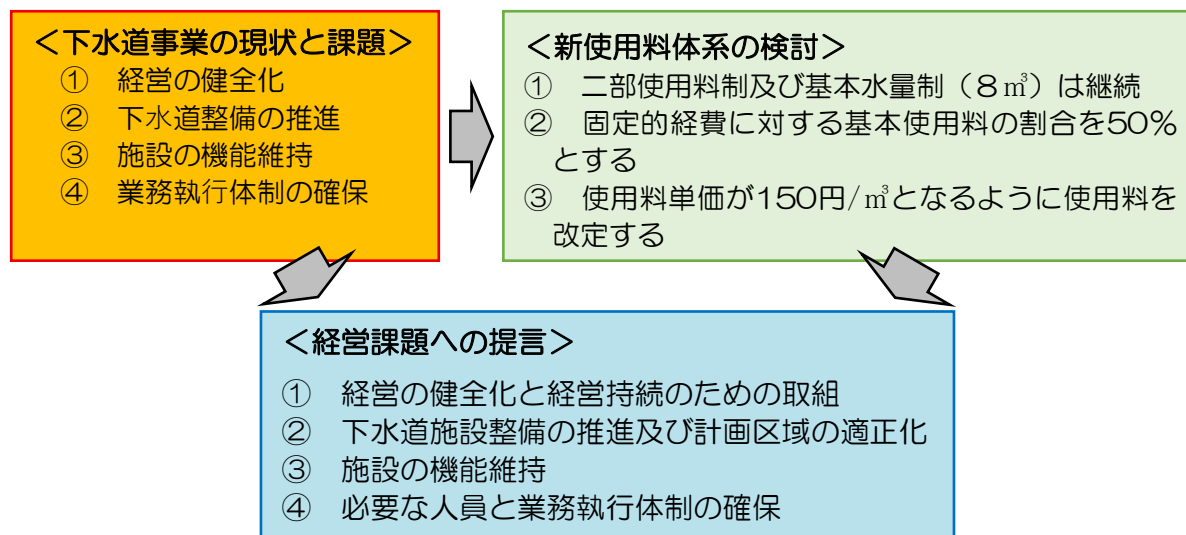 ＜下水道事業の現状と課題＞
① 経営の健全化
② 下水道整備の推進
③ 施設の機能維持
④ 業務執行体制の確保
＜新使用料体系の検討＞
① 二部使用料制及び基本水量制（８㎥）は継続
② 固定的経費に対する基本使用料の割合を50％
とする
③ 使用料単価が150円/㎥となるように使用料を
改定する
＜経営課題への提言＞
① 経営の健全化と経営持続のための取組
② 下水道施設整備の推進及び計画区域の適正化
③ 施設の機能維持
④ 必要な人員と業務執行体制の確保